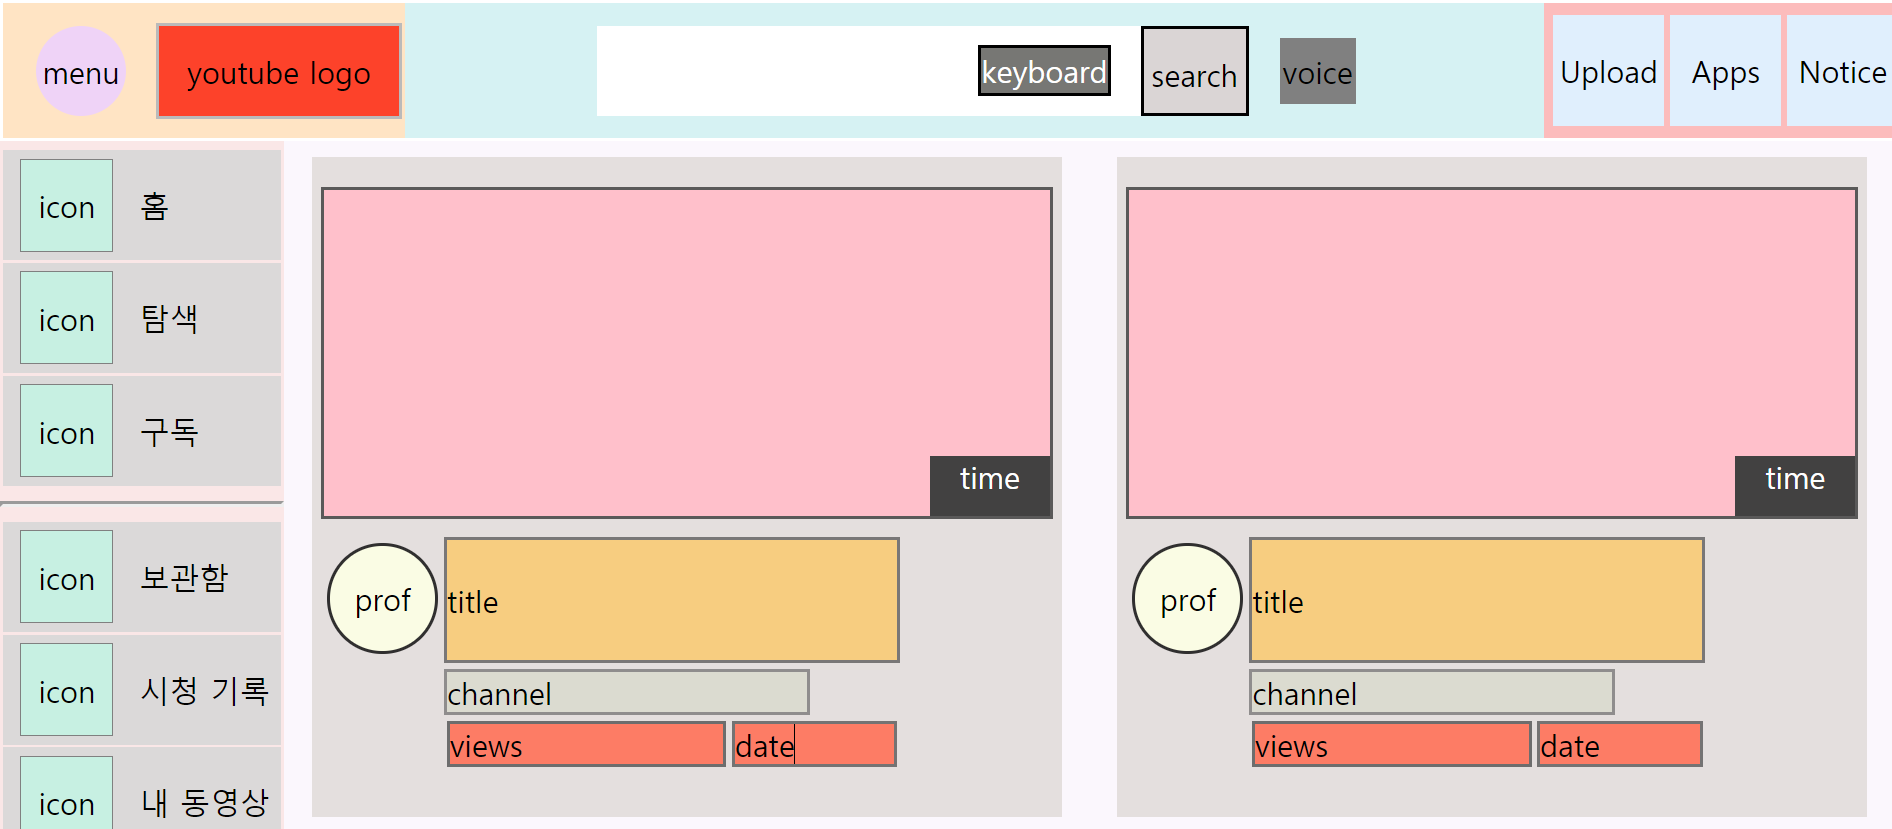 menu
youtube logo
keyboard
search
voice
Upload
Apps
Notice
icon
홈
icon
탐색
icon
구독
icon
보관함
icon
시청 기록
icon
내 동영상
time
prof
title
channel
views
date
time
prof
title
channel
views
date